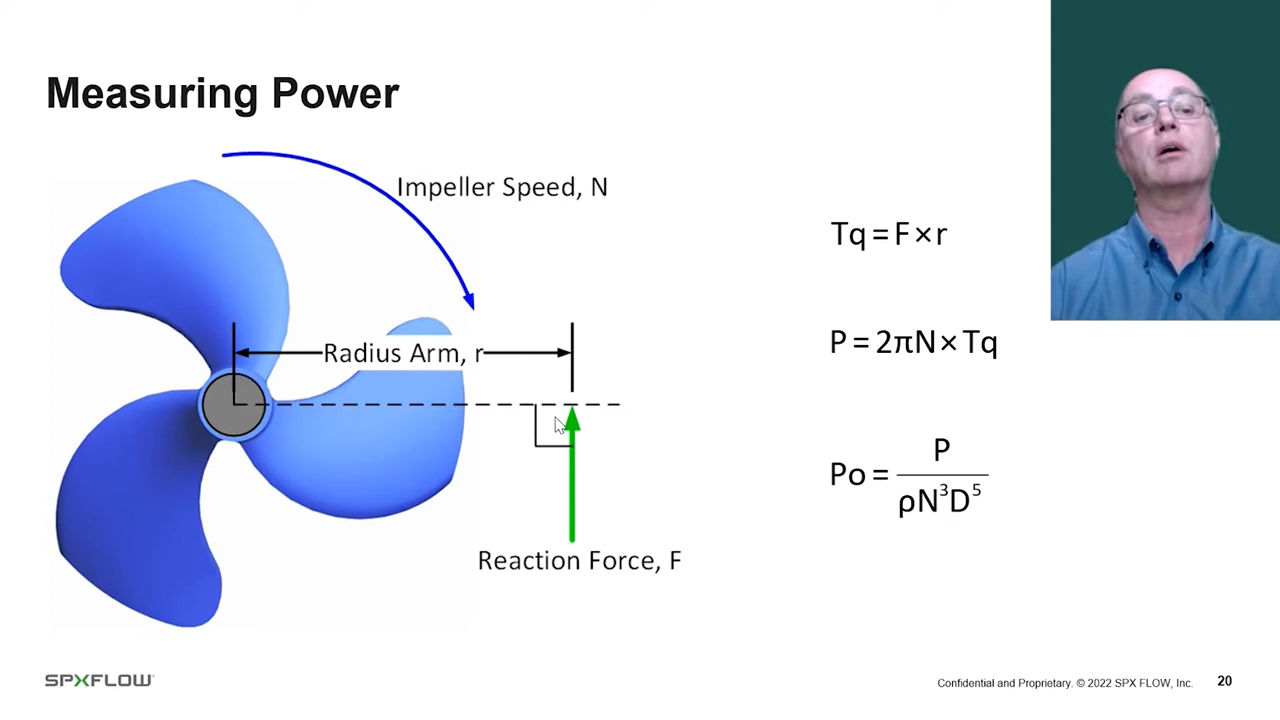 Measuring Power
Impeller Speed, N
Radius Arm, r
Reaction Force, F
Tq = F × r
P = 2πN × Tq
Po = P / ρN³D⁵
SPXFLOW
Confidential and Proprietary. © 2022 SPX FLOW, Inc. 20